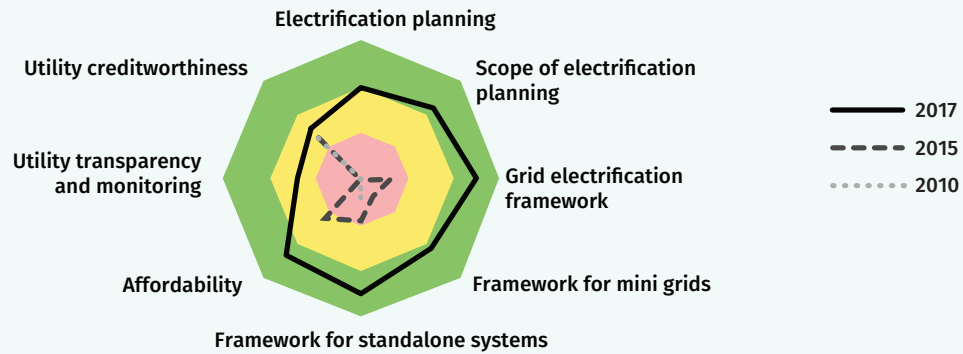 Electrification planning
Utility creditworthiness
Scope of electrification
planning
Utility transparency
and monitoring
Grid electrification
framework
Affordability
Framework for mini grids
Framework for standalone systems
2017
2015
2010